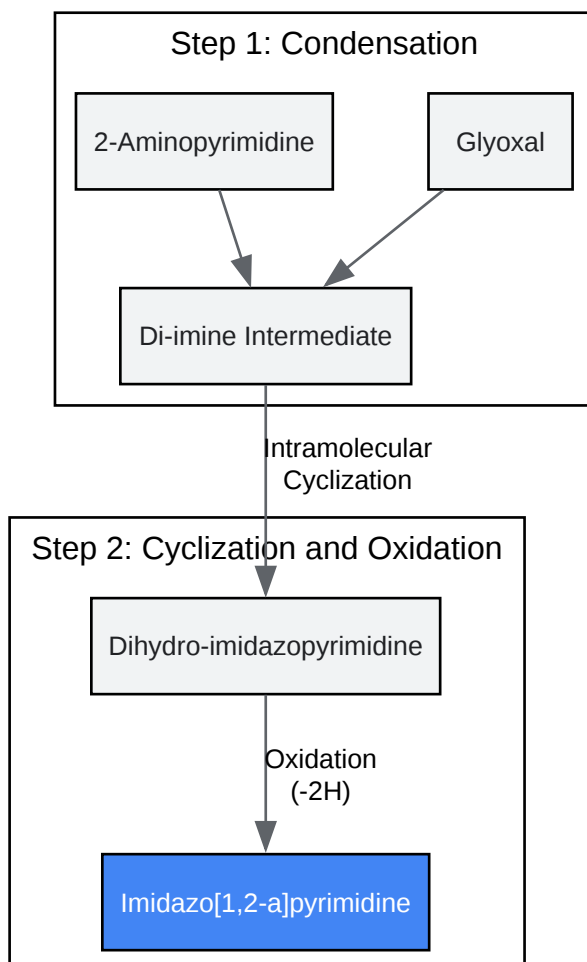 Step 1: Condensation
2-Aminopyrimidine
Glyoxal
Di-imine Intermediate
Intramolecular
Cyclization
Step 2: Cyclization and Oxidation
Dihydro-imidazopyrimidine
Oxidation
(-2H)
Imidazo[1,2-a]pyrimidine